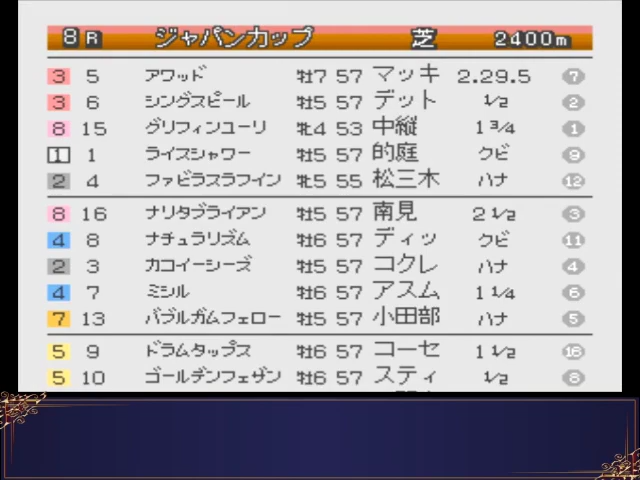 8R ジャパンカップ 芝 2400m
3 5 アワッド 牡7 57 マッキ 2.29.5 7
3 6 シングスピール 牡5 57 デット 1/2 2
8 15 グリフィンユーリ 牝4 53 中縦 1 3/4 1
1 1 ライスシャワー 牡5 57 的庭 クビ 9
2 4 ファビラスラフイン 牝5 55 松三木 ハナ 12
8 16 ナリタブライアン 牡5 57 南見 2 1/2 3
4 8 ナチュラリズム 牡6 57 ディッ クビ 11
2 3 カコイーシーズ 牡5 57 コクレ ハナ 4
4 7 ミシル 牡6 57 アスム 1 1/4 6
7 13 バブルガムフェロー 牡5 57 小田部 ハナ 5
5 9 ドラムタップス 牡6 57 コーセ 1 1/2 16
5 10 ゴールデンフェザン 牡6 57 スティ 1/2 8